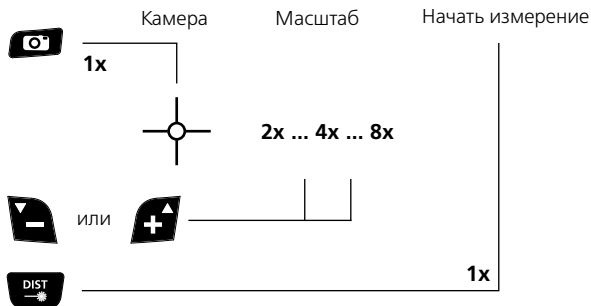 Камера Масштаб Начать измерение
1x
2x ... 4x ... 8x
− или +
1x
DIST